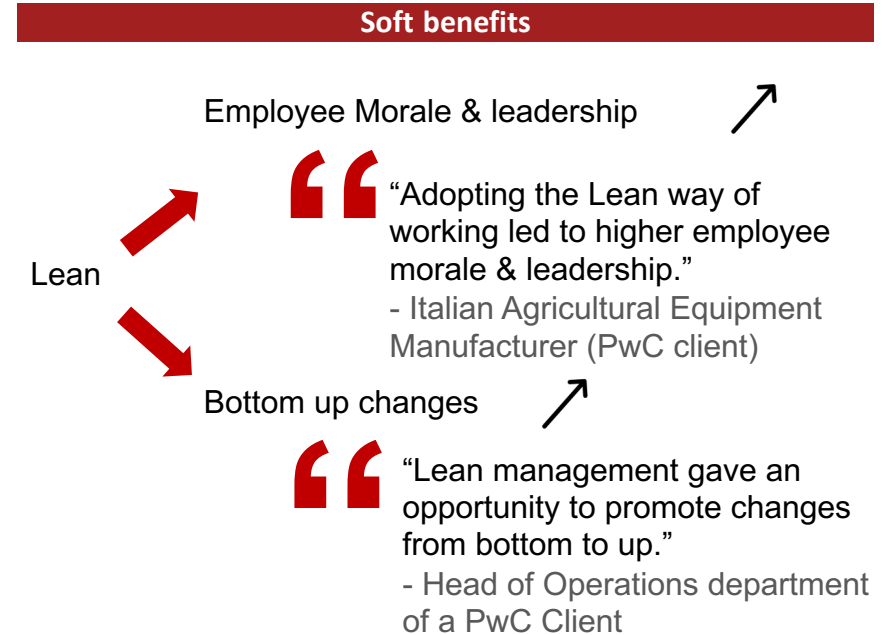 Soft benefits
Employee Morale & leadership
“Adopting the Lean way of
working led to higher employee
morale & leadership.”
- Italian Agricultural Equipment
Manufacturer (PwC client)
Lean
Bottom up changes
“Lean management gave an
opportunity to promote changes
from bottom to up.”
- Head of Operations department
of a PwC Client